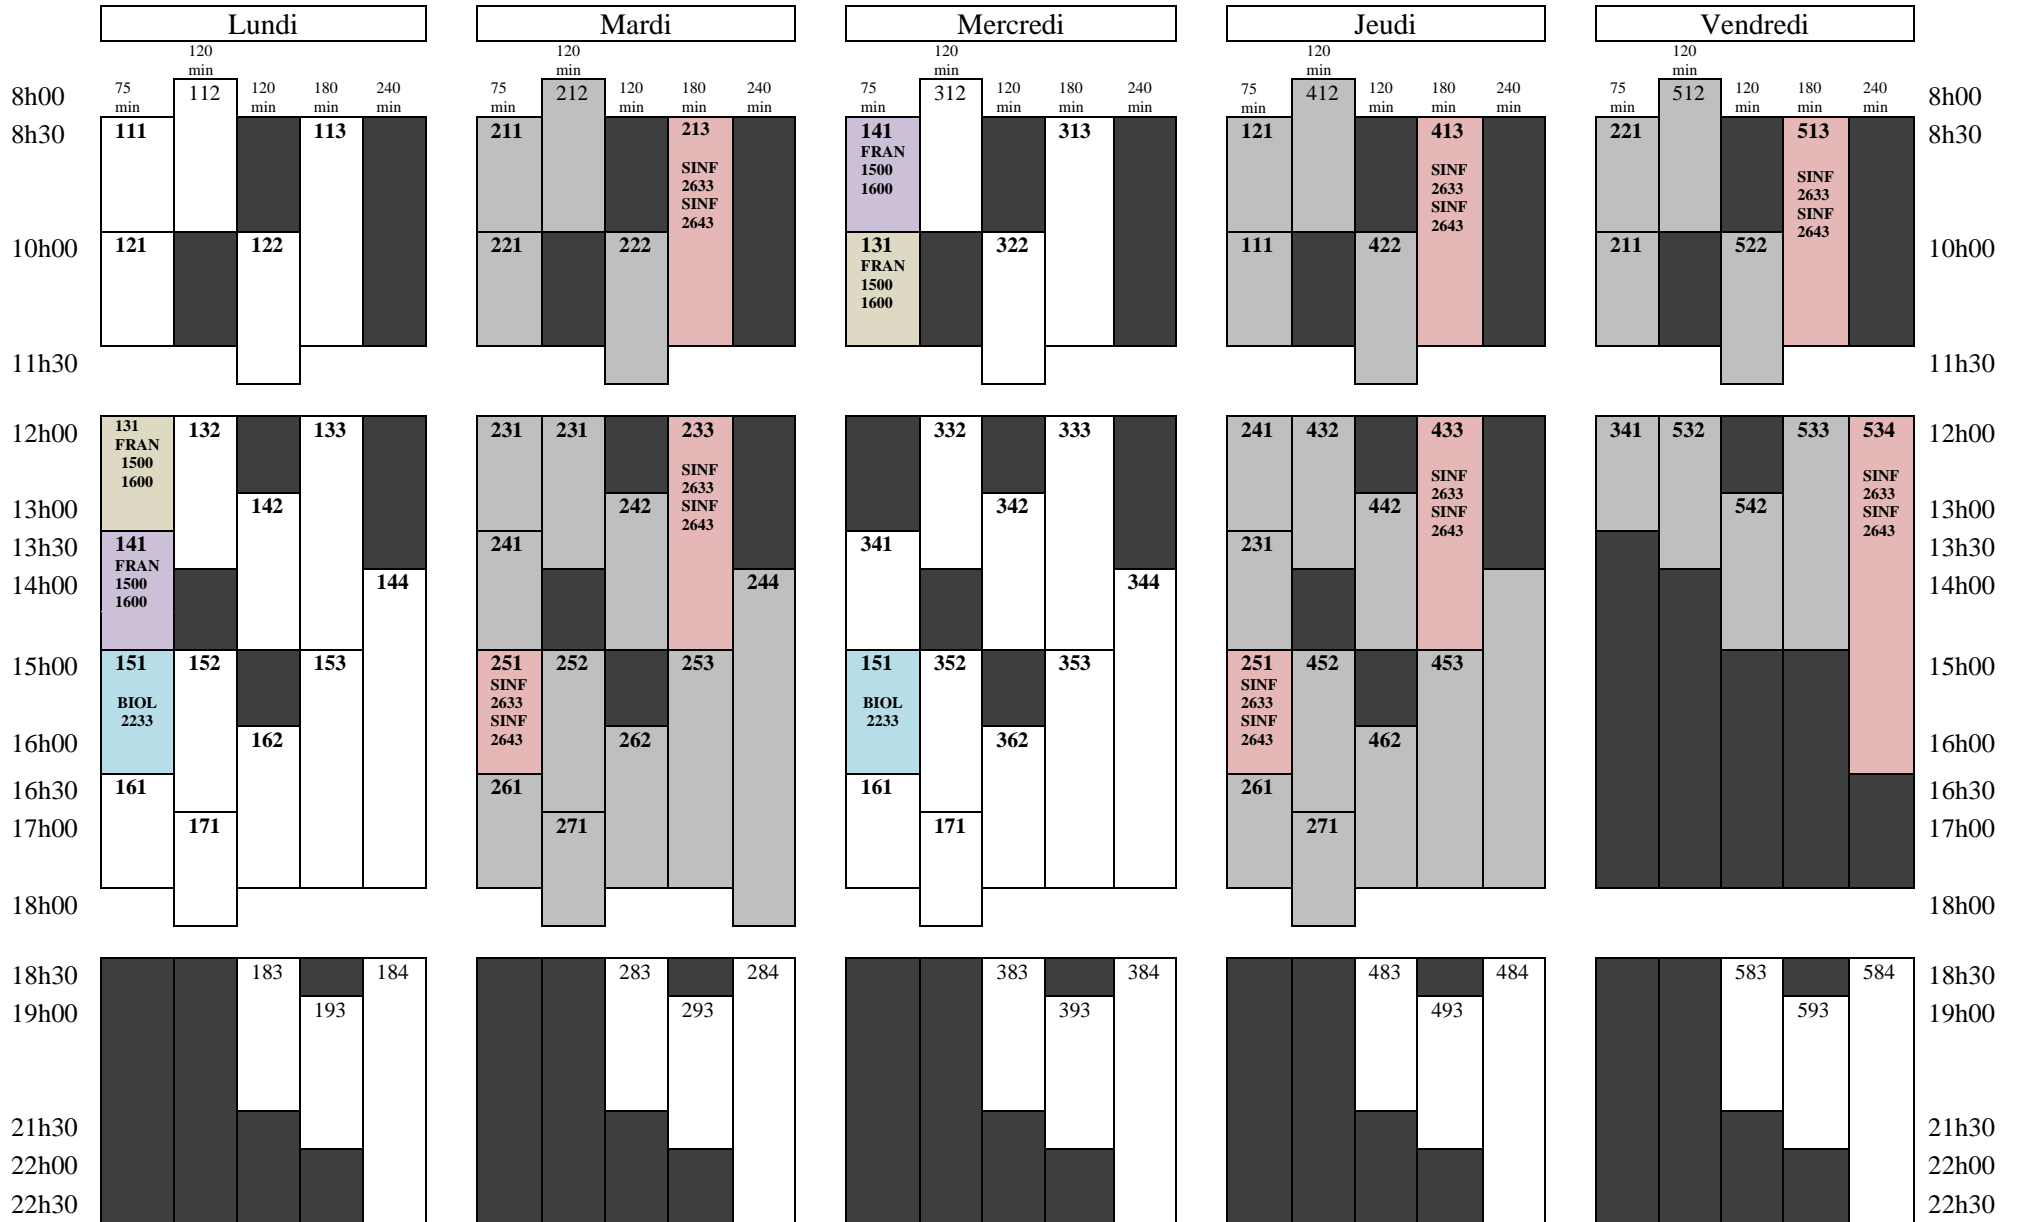 Lundi Mardi Mercredi Jeudi Vendredi
120 120 120 120 120
min min min min min
8h00 75 112 120 180 240 75 212 120 180 240 75 312 120 180 240 75 412 120 180 240 75 512 120 180 240 8h00
min min min min min min min min min min min min min min min min min min min min
8h30 111 113 211 213 141 313 121 413 221 513 8h30
FRAN
SINF 1500 SINF SINF
2633 1600 2633 2633
SINF SINF SINF
2643 2643 2643
10h00 121 122 221 222 131 322 111 422 211 522 10h00
FRAN
1500
1600
11h30 11h30
12h00 131 132 133 231 231 233 332 333 241 432 433 341 532 533 534 12h00
FRAN
1500 SINF SINF SINF
1600 2633 2633 2633
SINF SINF SINF
13h00 142 242 2643 342 442 2643 542 2643 13h00
13h30 141 241 341 231 13h30
FRAN
14h00 1500 144 244 344 14h00
1600
15h00 151 152 153 251 252 253 151 352 353 251 452 453 15h00
SINF SINF
BIOL 2633 BIOL 2633
2233 SINF 2233 SINF
16h00 162 2643 262 362 2643 462 16h00
16h30 161 261 161 261 16h30
17h00 171 271 171 271 17h00
18h00 18h00
18h30 183 184 283 284 383 384 483 484 583 584 18h30
19h00 193 293 393 493 593 19h00
21h30 21h30
22h00 22h00
22h30 22h30